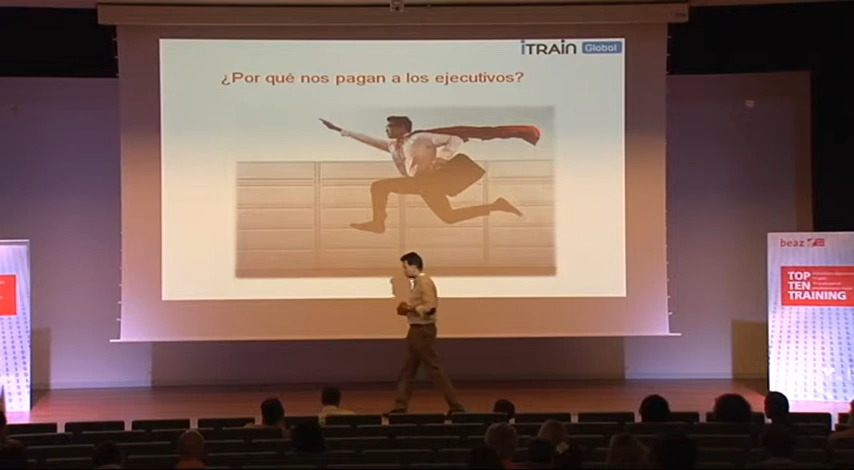 iTRAiN Global
¿Por qué nos pagan a los ejecutivos?
beaz
TOP
TEN
TRAINING